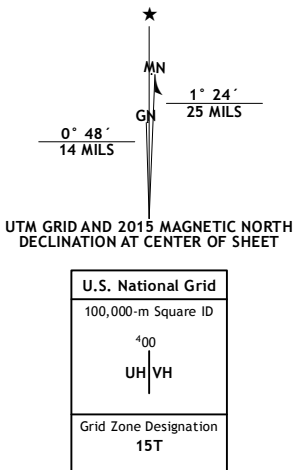 ★
MN
1° 24´
25 MILS
GN
0° 48´
14 MILS
UTM GRID AND 2015 MAGNETIC NORTH
DECLINATION AT CENTER OF SHEET
U.S. National Grid
100,000-m Square ID
⁴00
UH VH
Grid Zone Designation
15T